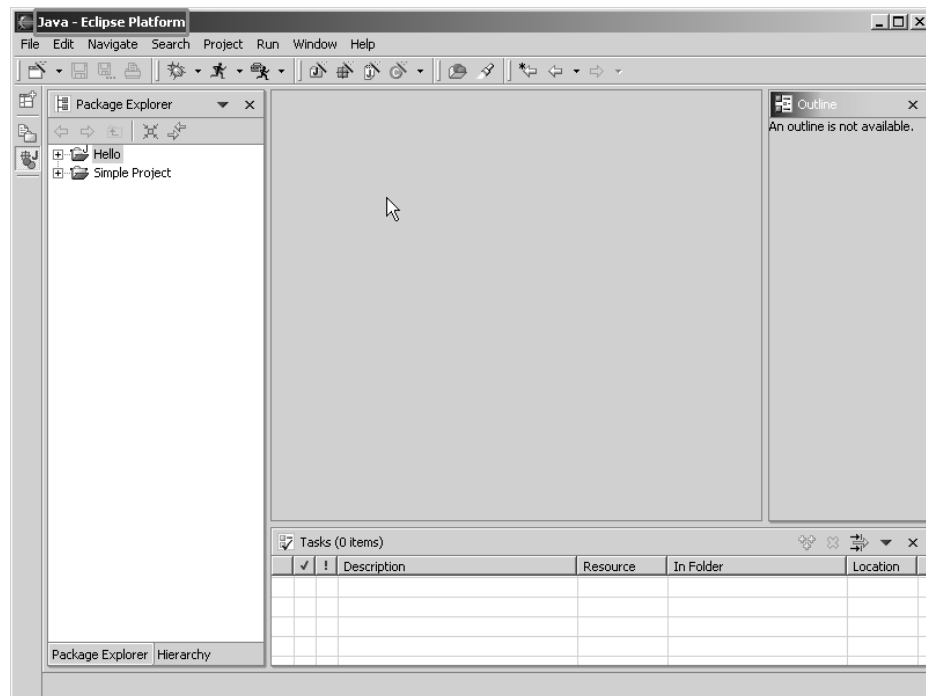 Java - Eclipse Platform
File Edit Navigate Search Project Run Window Help
Package Explorer
Outline
An outline is not available.
Hello
Simple Project
Tasks (0 items)
! Description Resource In Folder Location
Package Explorer Hierarchy